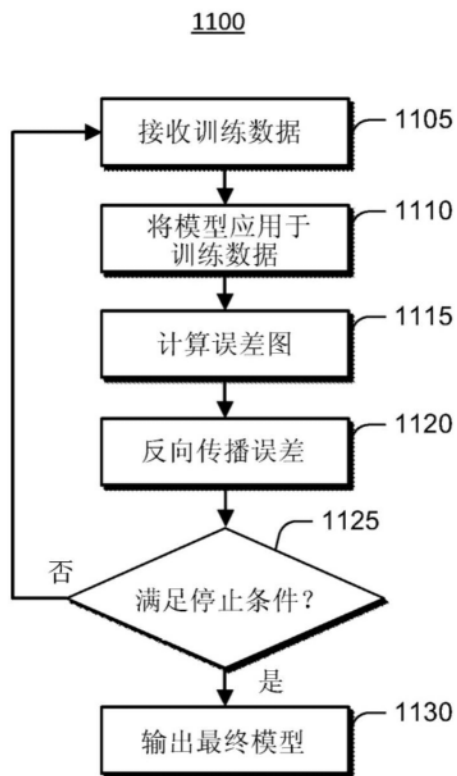 1100
接收训练数据
1105
将模型应用于
训练数据
1110
计算误差图
1115
反向传播误差
1120
1125
否
满足停止条件?
是
输出最终模型
1130